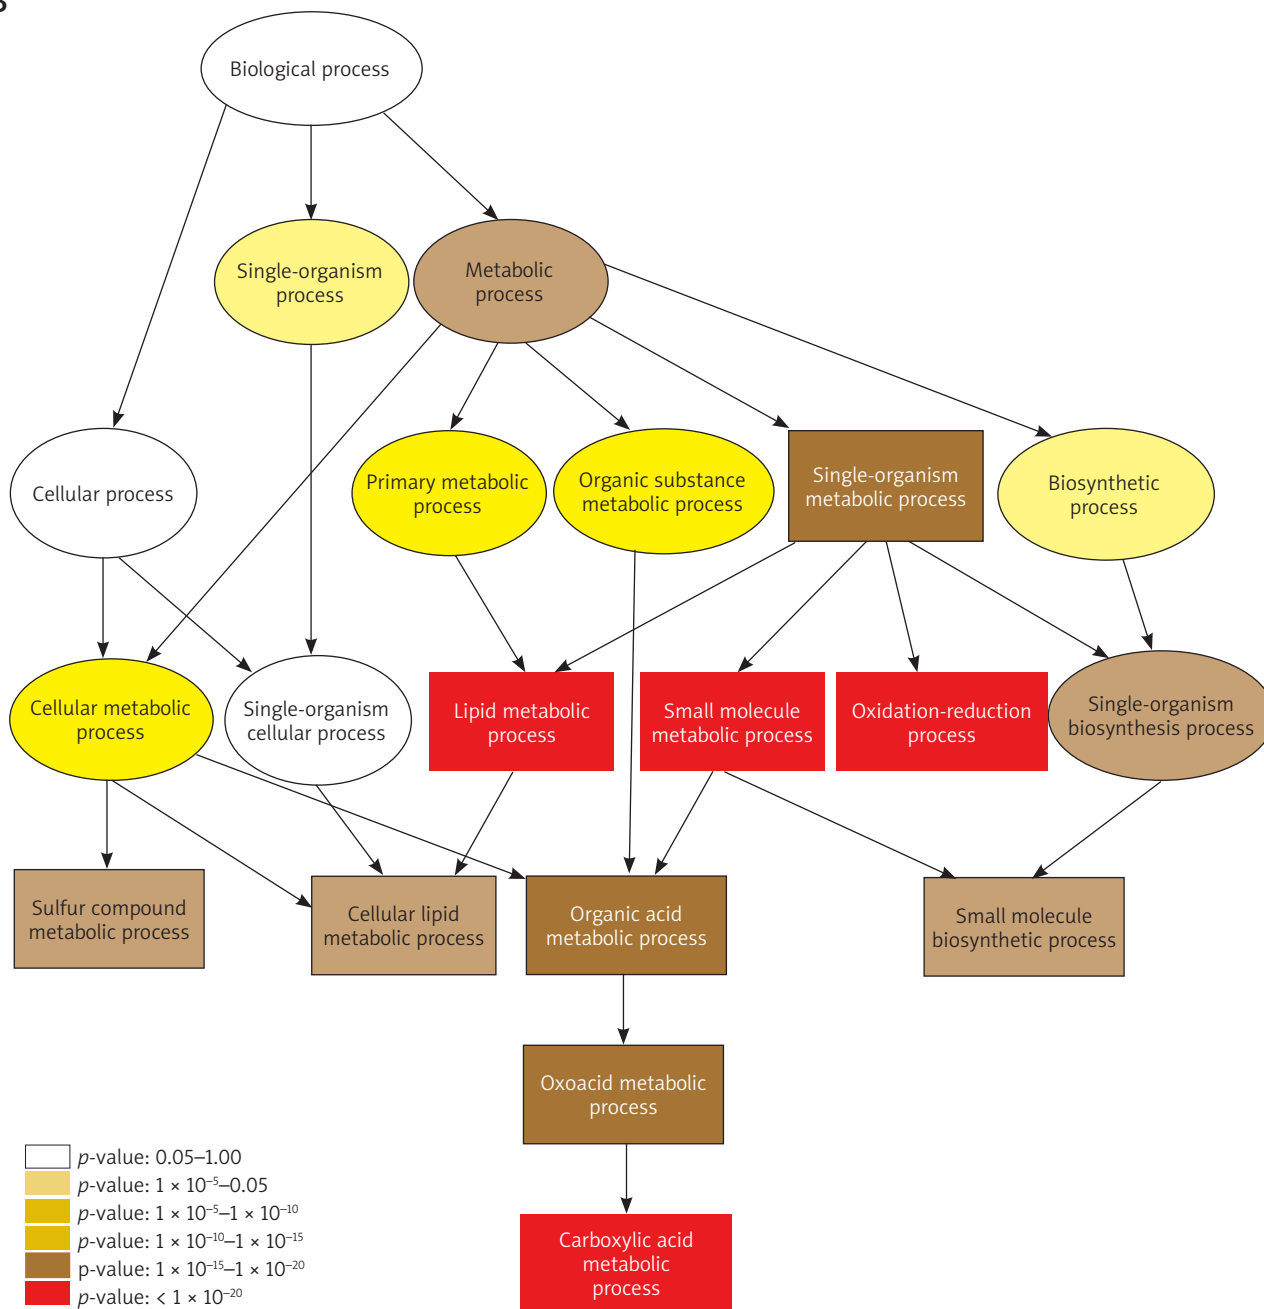 Biological process
Single-organism
process
Metabolic
process
Cellular process
Primary metabolic
process
Organic substance
metabolic process
Single-organism
metabolic process
Biosynthetic
process
Cellular metabolic
process
Single-organism
cellular process
Lipid metabolic
process
Small molecule
metabolic process
Oxidation-reduction
process
Single-organism
biosynthesis process
Sulfur compound
metabolic process
Cellular lipid
metabolic process
Organic acid
metabolic process
Small molecule
biosynthetic process
Oxoacid metabolic
process
Carboxylic acid
metabolic
process
p-value: 0.05–1.00
p-value: 1 × 10⁻⁵–0.05
p-value: 1 × 10⁻⁵–1 × 10⁻¹⁰
p-value: 1 × 10⁻¹⁰–1 × 10⁻¹⁵
p-value: 1 × 10⁻¹⁵–1 × 10⁻²⁰
p-value: < 1 × 10⁻²⁰